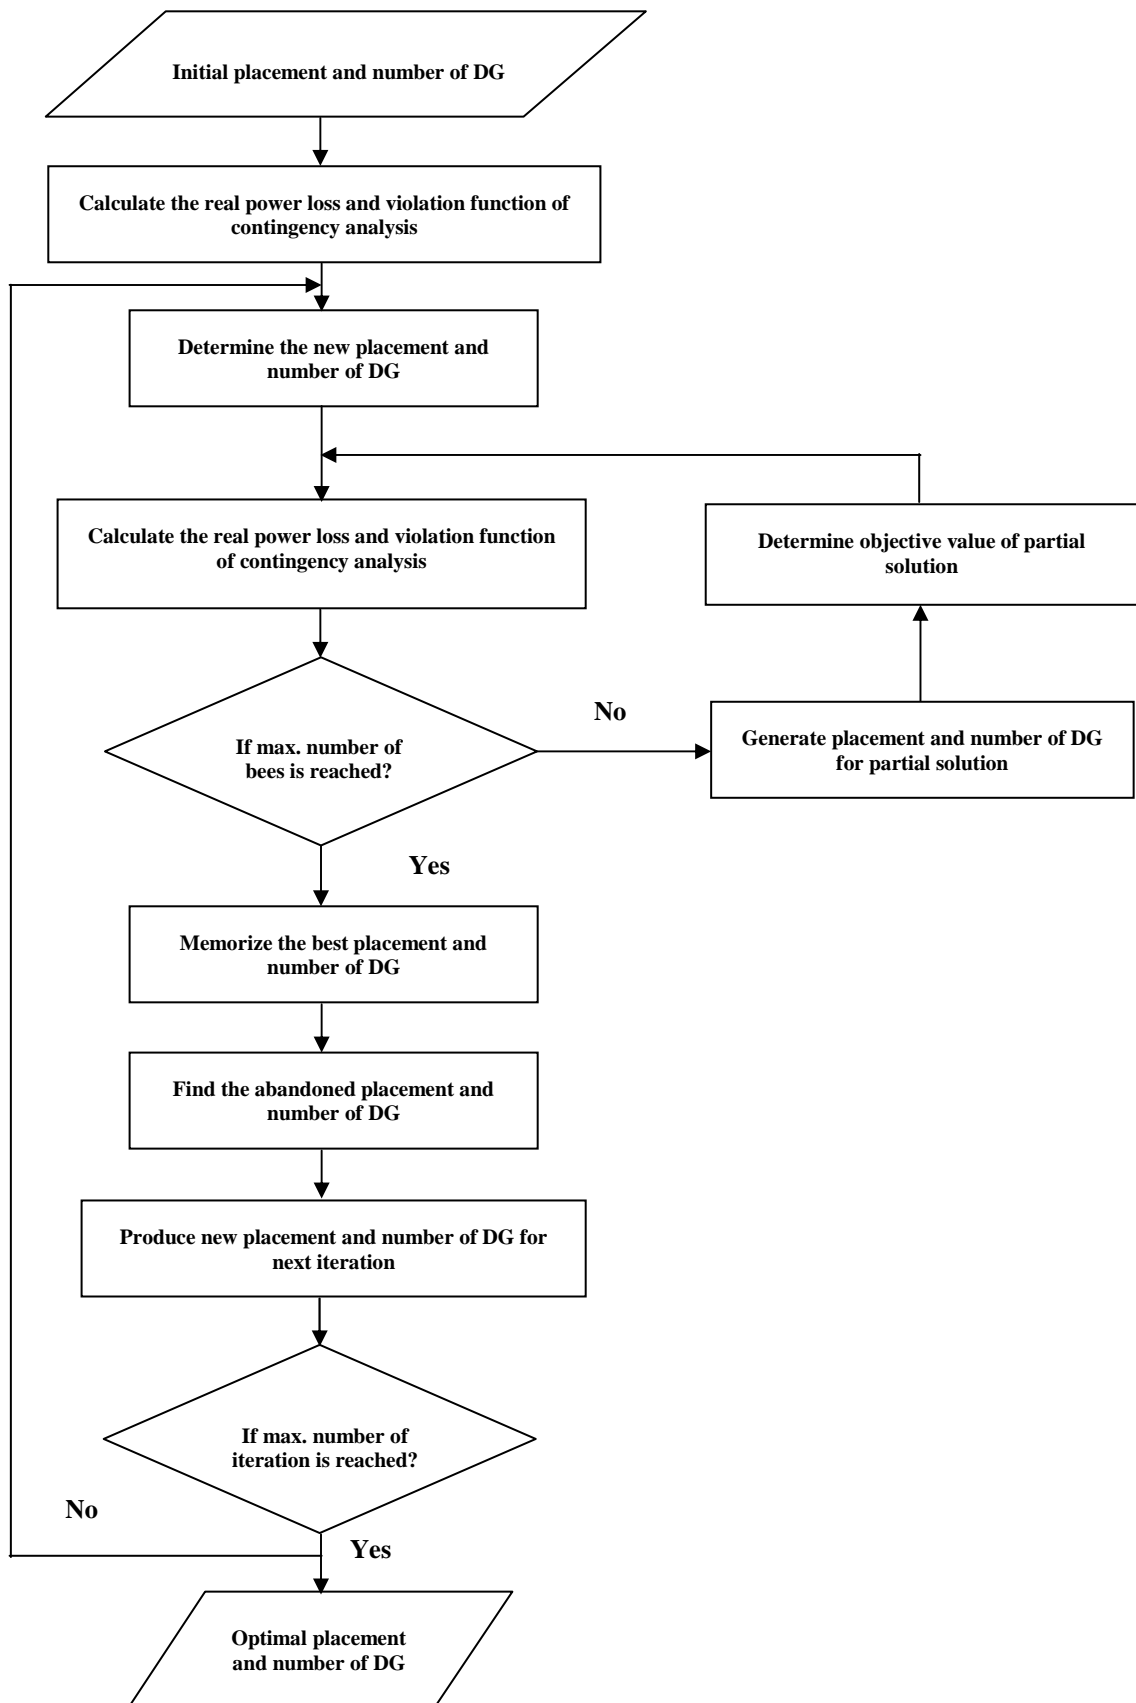 Initial placement and number of DG
Calculate the real power loss and violation function of
contingency analysis
Determine the new placement and
number of DG
Calculate the real power loss and violation function
of contingency analysis
Determine objective value of partial
solution
If max. number of
bees is reached?
No
Generate placement and number of DG
for partial solution
Yes
Memorize the best placement and
number of DG
Find the abandoned placement and
number of DG
Produce new placement and number of DG for
next iteration
If max. number of
iteration is reached?
No
Yes
Optimal placement
and number of DG